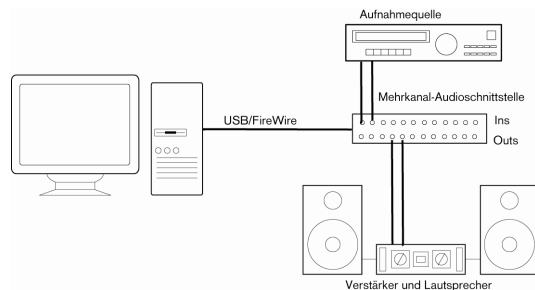 Aufnahmequelle
Mehrkanal-Audioschnittstelle
USB/FireWire
Ins
Outs
Verstärker und Lautsprecher